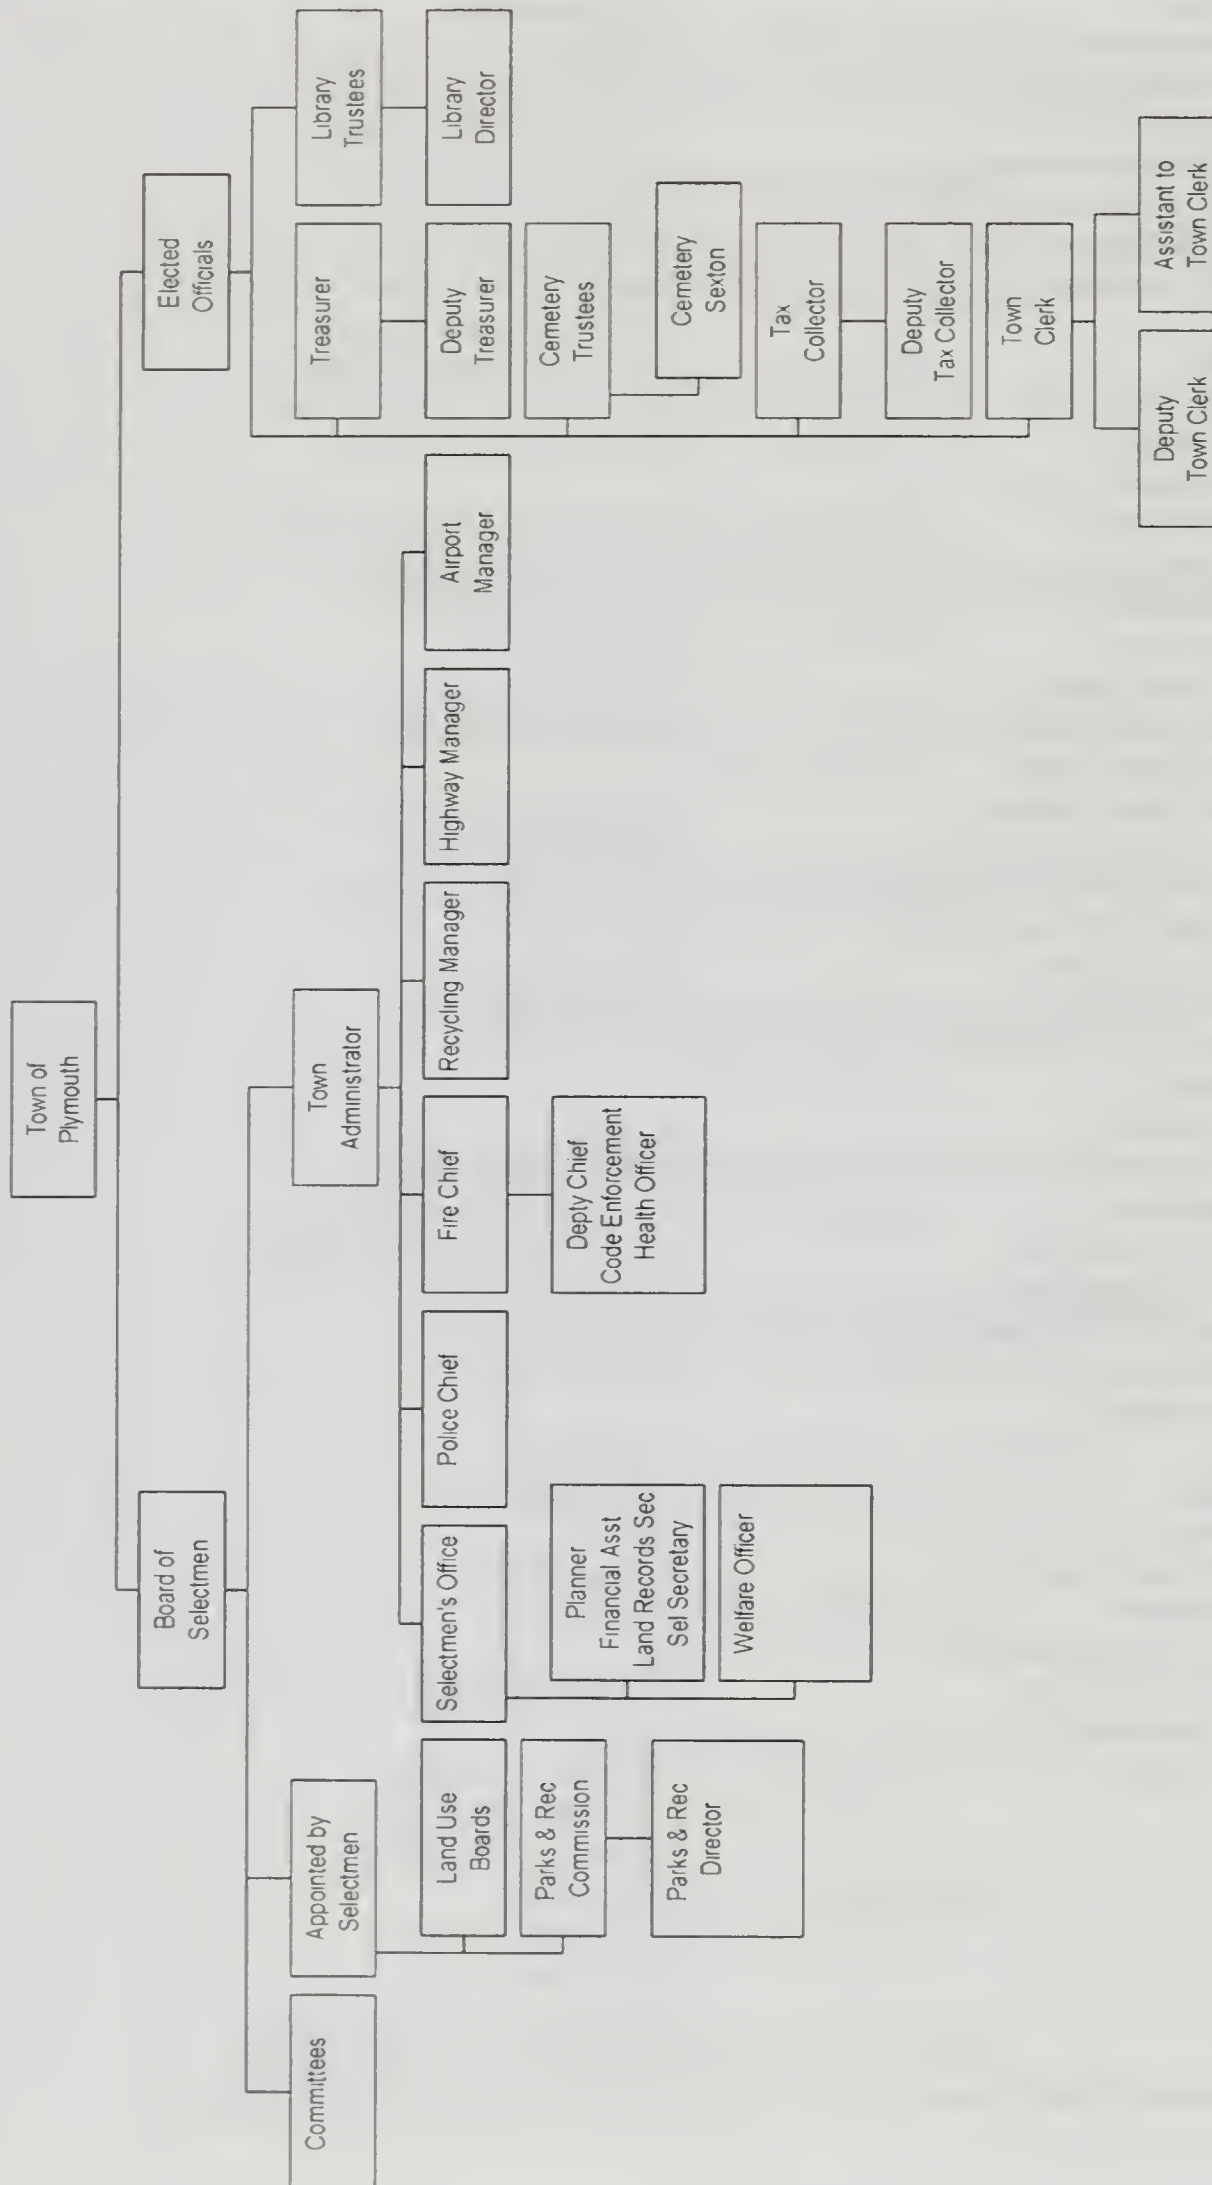 Town of
Plymouth
Board of
Selectmen
Elected
Officials
Committees
Appointed by
Selectmen
Town
Administrator
Treasurer
Library
Trustees
Land Use
Boards
Parks & Rec
Commission
Parks & Rec
Director
Selectmen's Office
Planner
Financial Asst
Land Records Sec
Sel Secretary
Welfare Officer
Police Chief
Fire Chief
Depty Chief
Code Enforcement
Health Officer
Recycling Manager
Highway Manager
Airport
Manager
Deputy
Treasurer
Cemetery
Trustees
Cemetery
Sexton
Tax
Collector
Deputy
Tax Collector
Town
Clerk
Deputy
Town Clerk
Assistant to
Town Clerk
Library
Director